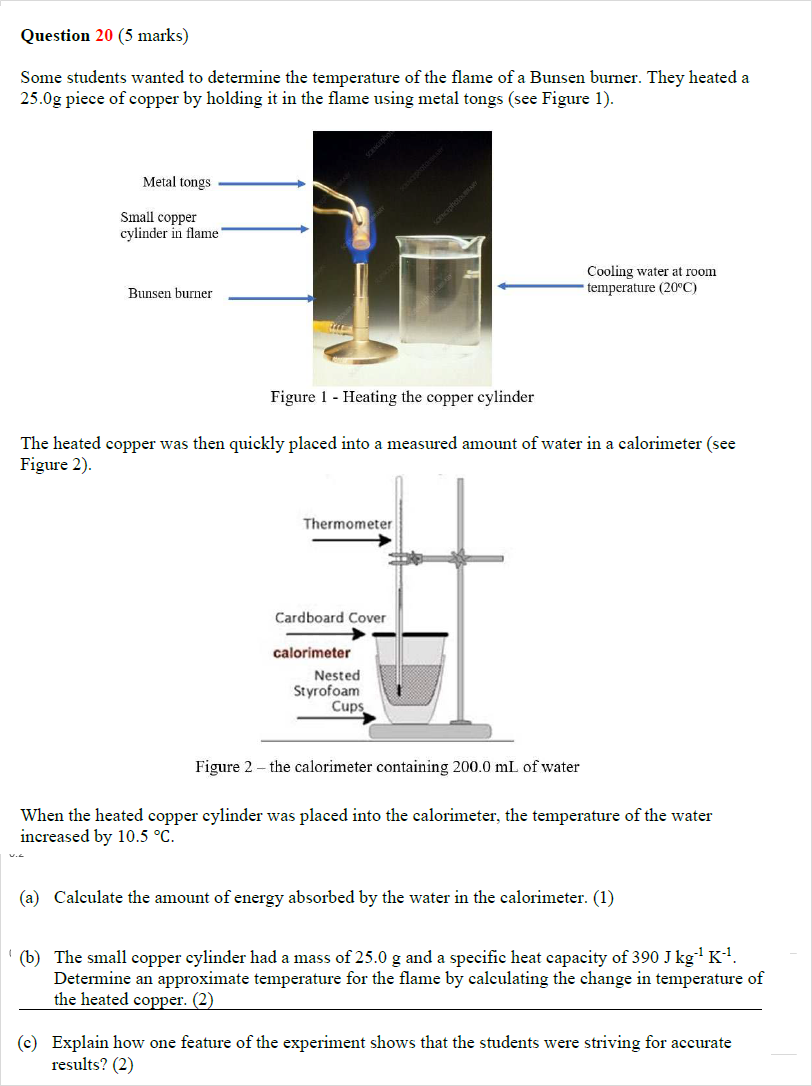 Question 20 (5 marks)
Some students wanted to determine the temperature of the flame of a Bunsen burner. They heated a
25.0g piece of copper by holding it in the flame using metal tongs (see Figure 1).
Metal tongs
Small copper
cylinder in flame
Bunsen burner
Cooling water at room
temperature (20°C)
Figure 1 - Heating the copper cylinder
The heated copper was then quickly placed into a measured amount of water in a calorimeter (see
Figure 2).
Thermometer
Cardboard Cover
calorimeter
Nested
Styrofoam
Cups
Figure 2 – the calorimeter containing 200.0 mL of water
When the heated copper cylinder was placed into the calorimeter, the temperature of the water
increased by 10.5 °C.
(a) Calculate the amount of energy absorbed by the water in the calorimeter. (1)
(b) The small copper cylinder had a mass of 25.0 g and a specific heat capacity of 390 J kg⁻¹ K⁻¹.
Determine an approximate temperature for the flame by calculating the change in temperature of
the heated copper. (2)
(c) Explain how one feature of the experiment shows that the students were striving for accurate
results? (2)